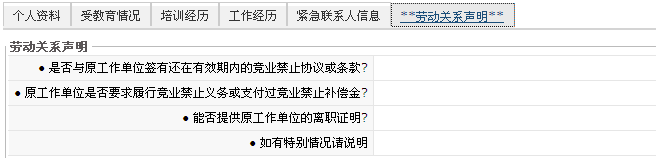 个人资料 受教育情况 培训经历 工作经历 紧急联系人信息 **劳动关系声明**
劳动关系声明
● 是否与原工作单位签有还在有效期内的竞业禁止协议或条款?
● 原工作单位是否要求履行竞业禁止义务或支付过竞业禁止补偿金?
● 能否提供原工作单位的离职证明?
● 如有特别情况请说明